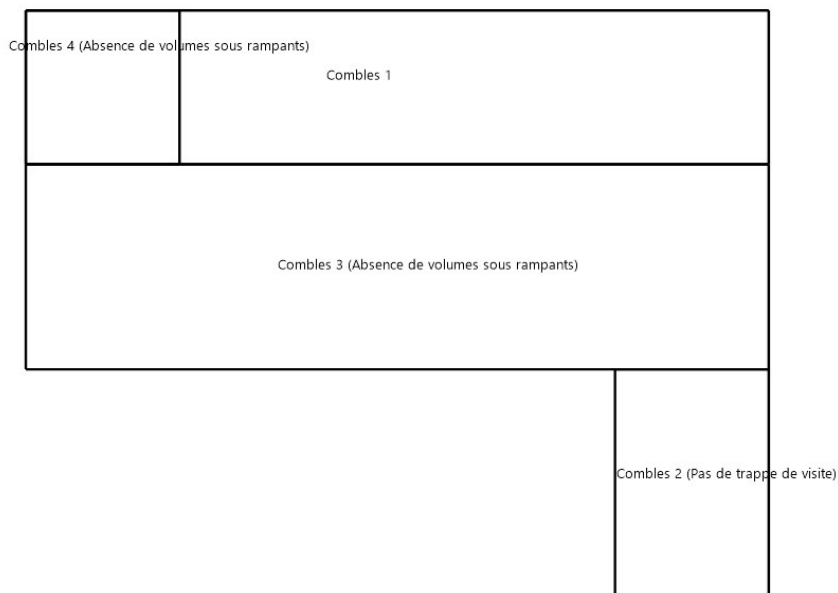 Combles 4 (Absence de volumes sous rampants)
Combles 1
Combles 3 (Absence de volumes sous rampants)
Combles 2 (Pas de trappe de visite)